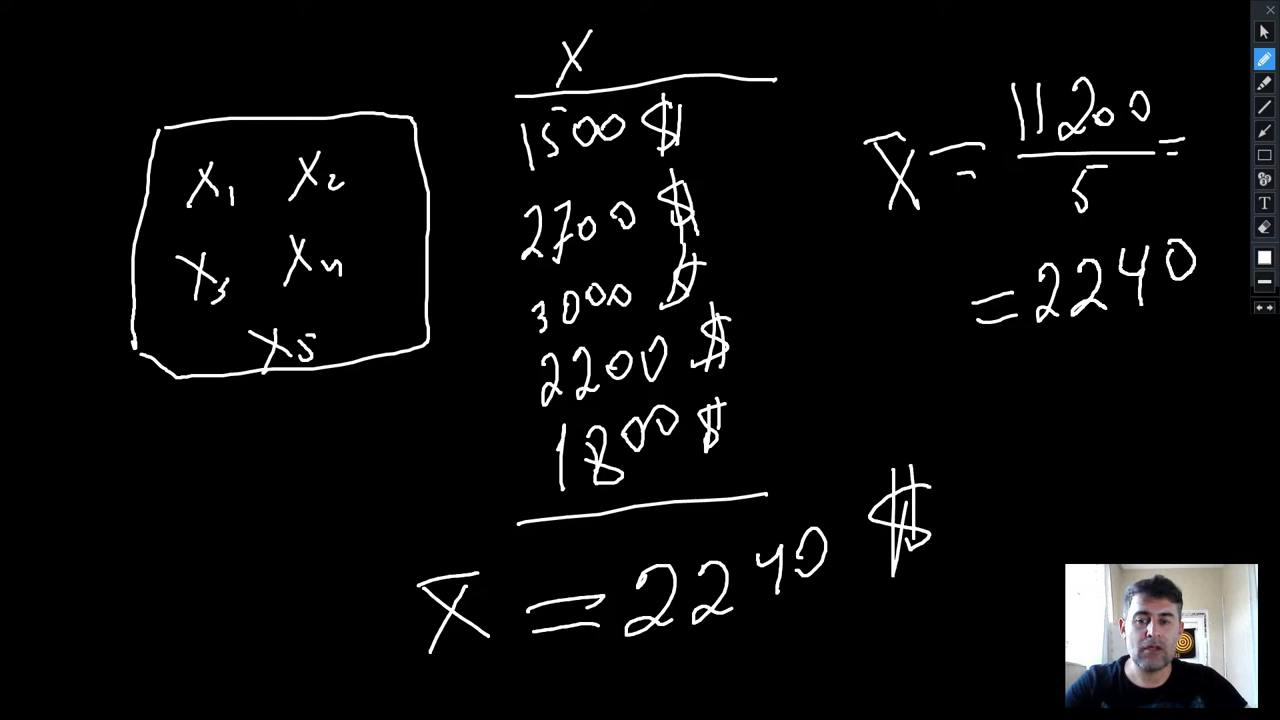 X₁ X₂
X₃ X₄
X₅
X
1500 $
2700 $
3000 $
2200 $
1800 $
X̄ = 2240 $
X̄ = 11200 / 5 =
= 2240
T